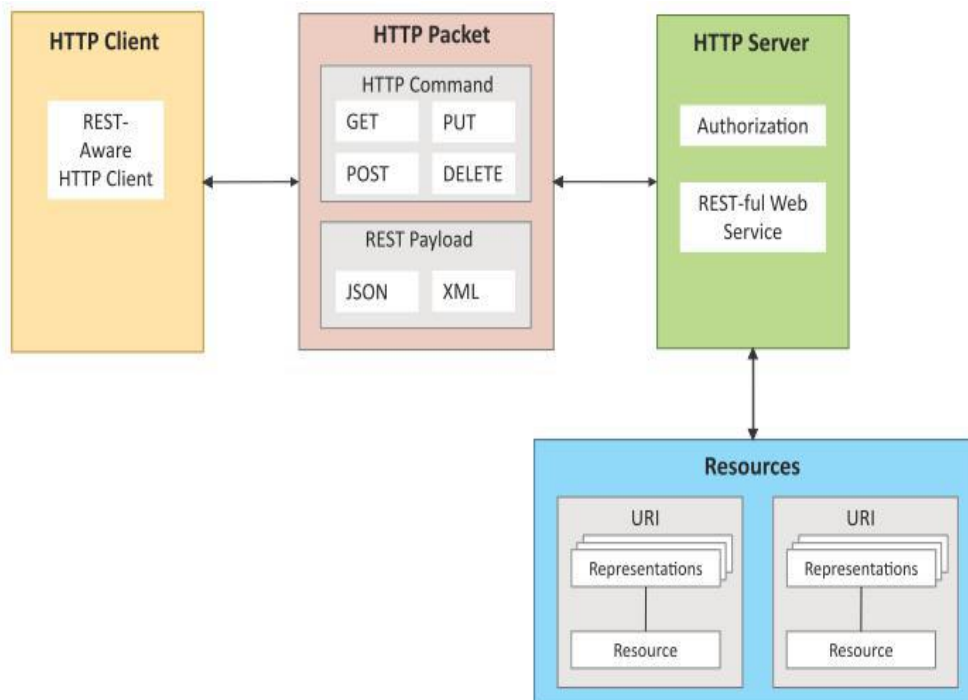 HTTP Client
REST-
Aware
HTTP Client
HTTP Packet
HTTP Command
GET
PUT
POST
DELETE
REST Payload
JSON
XML
HTTP Server
Authorization
REST-ful Web
Service
Resources
URI
Representations
Resource
URI
Representations
Resource